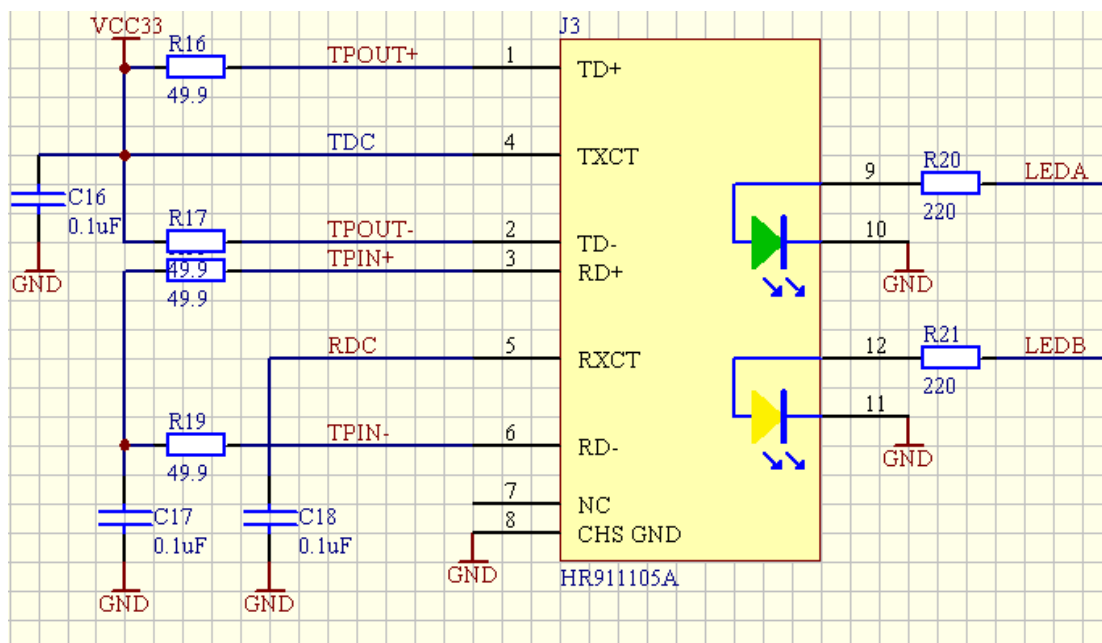 VCC33
J3
R16
TPOUT+
1
TD+
49.9
TDC
4
TXCT
9
R20
LEDA
C16
0.1uF
R17
220
TPOUT-
2
TD-
10
49.9
TPIN+
3
RD+
GND
49.9
GND
R21
RDC
5
RXCT
12
LEDB
220
11
R19
TPIN-
6
RD-
GND
49.9
7
NC
C17
C18
8
CHS GND
0.1uF
0.1uF
GND
HR911105A
GND
GND